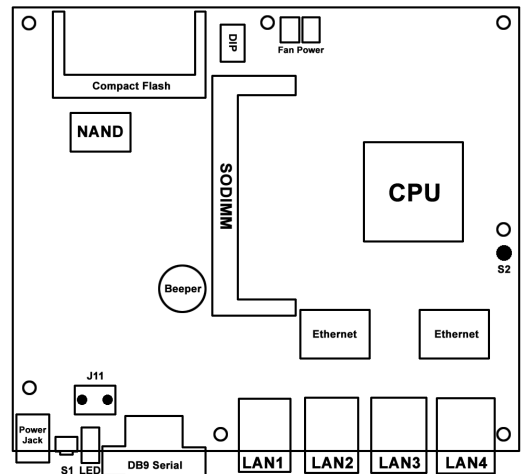 DIP
Fan Power
Compact Flash
NAND
SODIMM
CPU
S2
Beeper
Ethernet
Ethernet
J11
Power
Jack
S1
LED
DB9 Serial
LAN1
LAN2
LAN3
LAN4